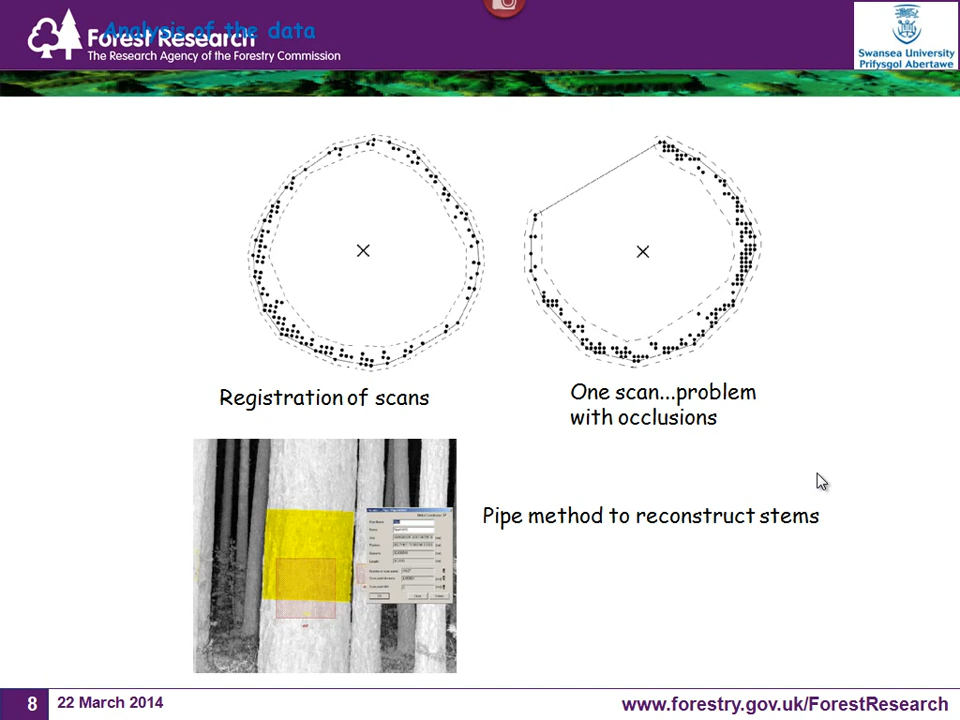 Analysis of the data
Forest Research
The Research Agency of the Forestry Commission
Swansea University
Prifysgol Abertawe
Registration of scans
One scan...problem
with occlusions
Pipe method to reconstruct stems
8
22 March 2014
www.forestry.gov.uk/ForestResearch